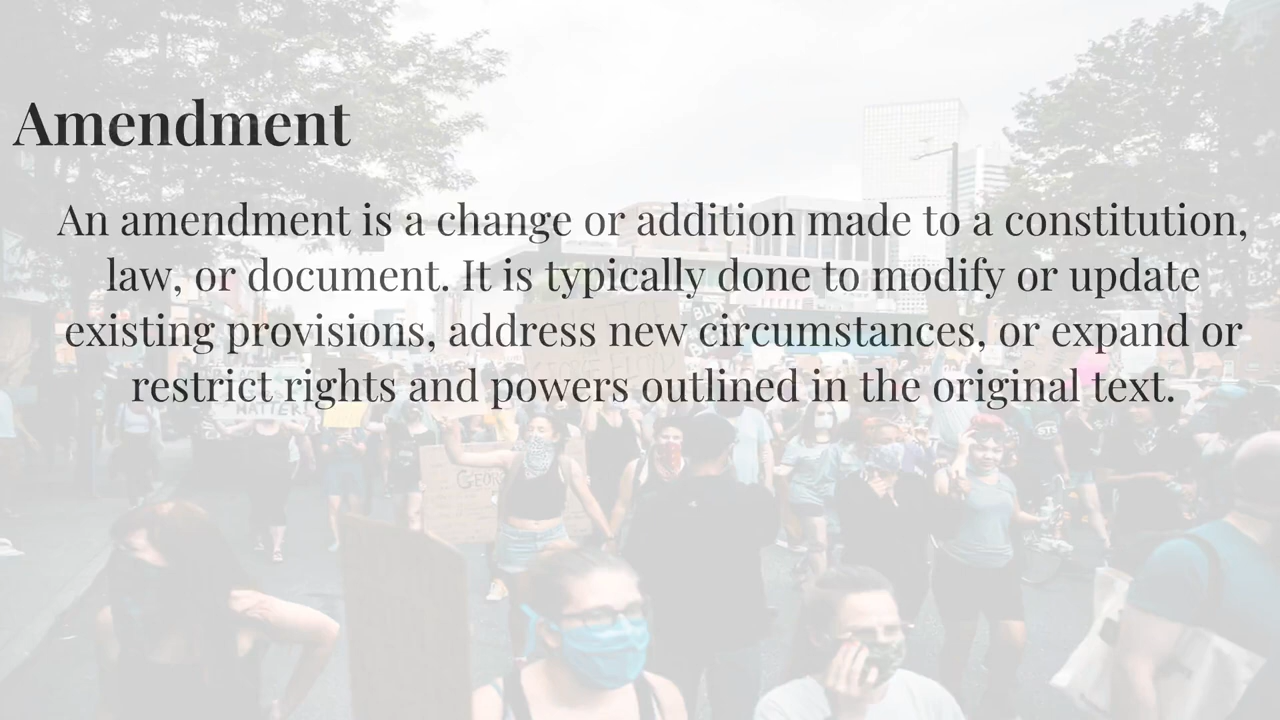 Amendment
An amendment is a change or addition made to a constitution,
law, or document. It is typically done to modify or update
existing provisions, address new circumstances, or expand or
restrict rights and powers outlined in the original text.
MATTER!